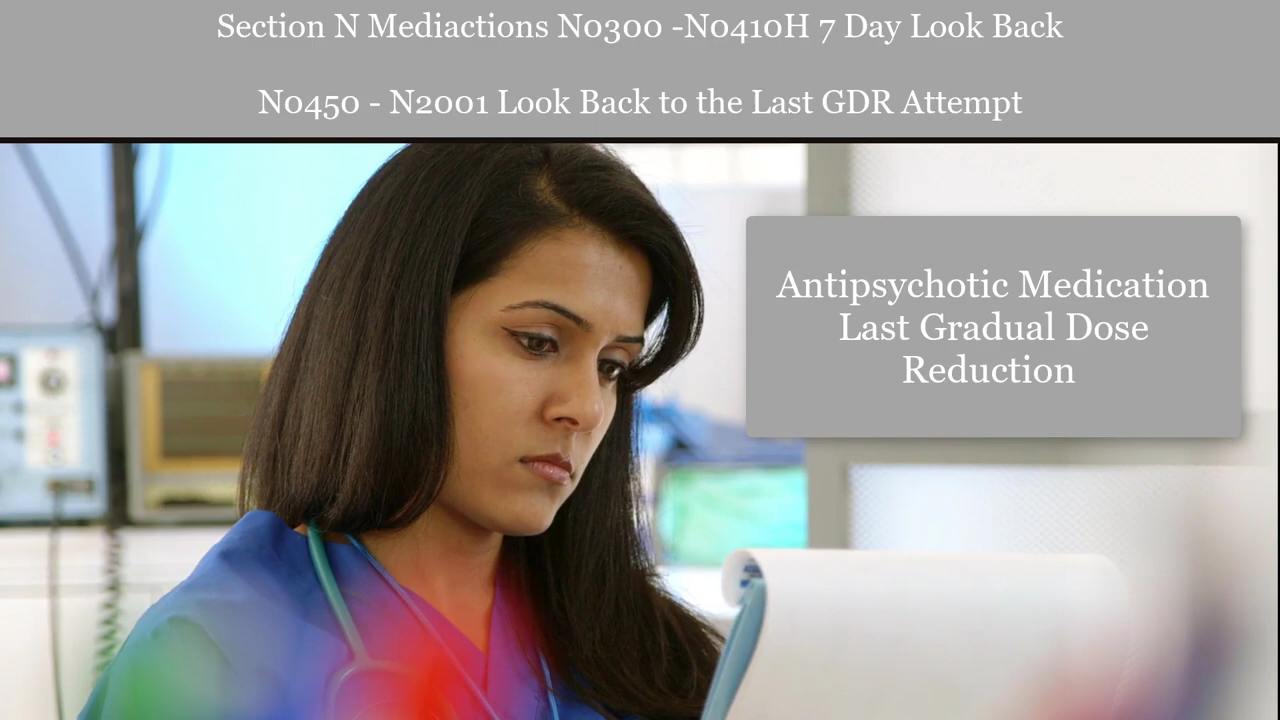 Section N Mediactions N0300 -N0410H 7 Day Look Back
N0450 - N2001 Look Back to the Last GDR Attempt
Antipsychotic Medication
Last Gradual Dose
Reduction